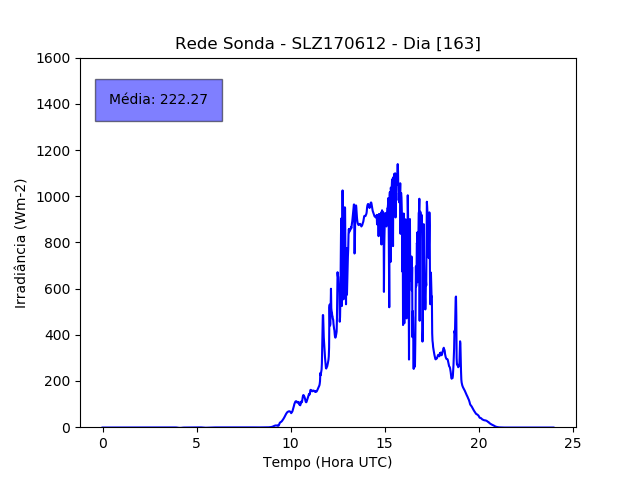 Rede Sonda - SLZ170612 - Dia [163]
Média: 222.27
Irradiância (Wm-2)
1600
1400
1200
1000
800
600
400
200
0
0 5 10 15 20 25
Tempo (Hora UTC)